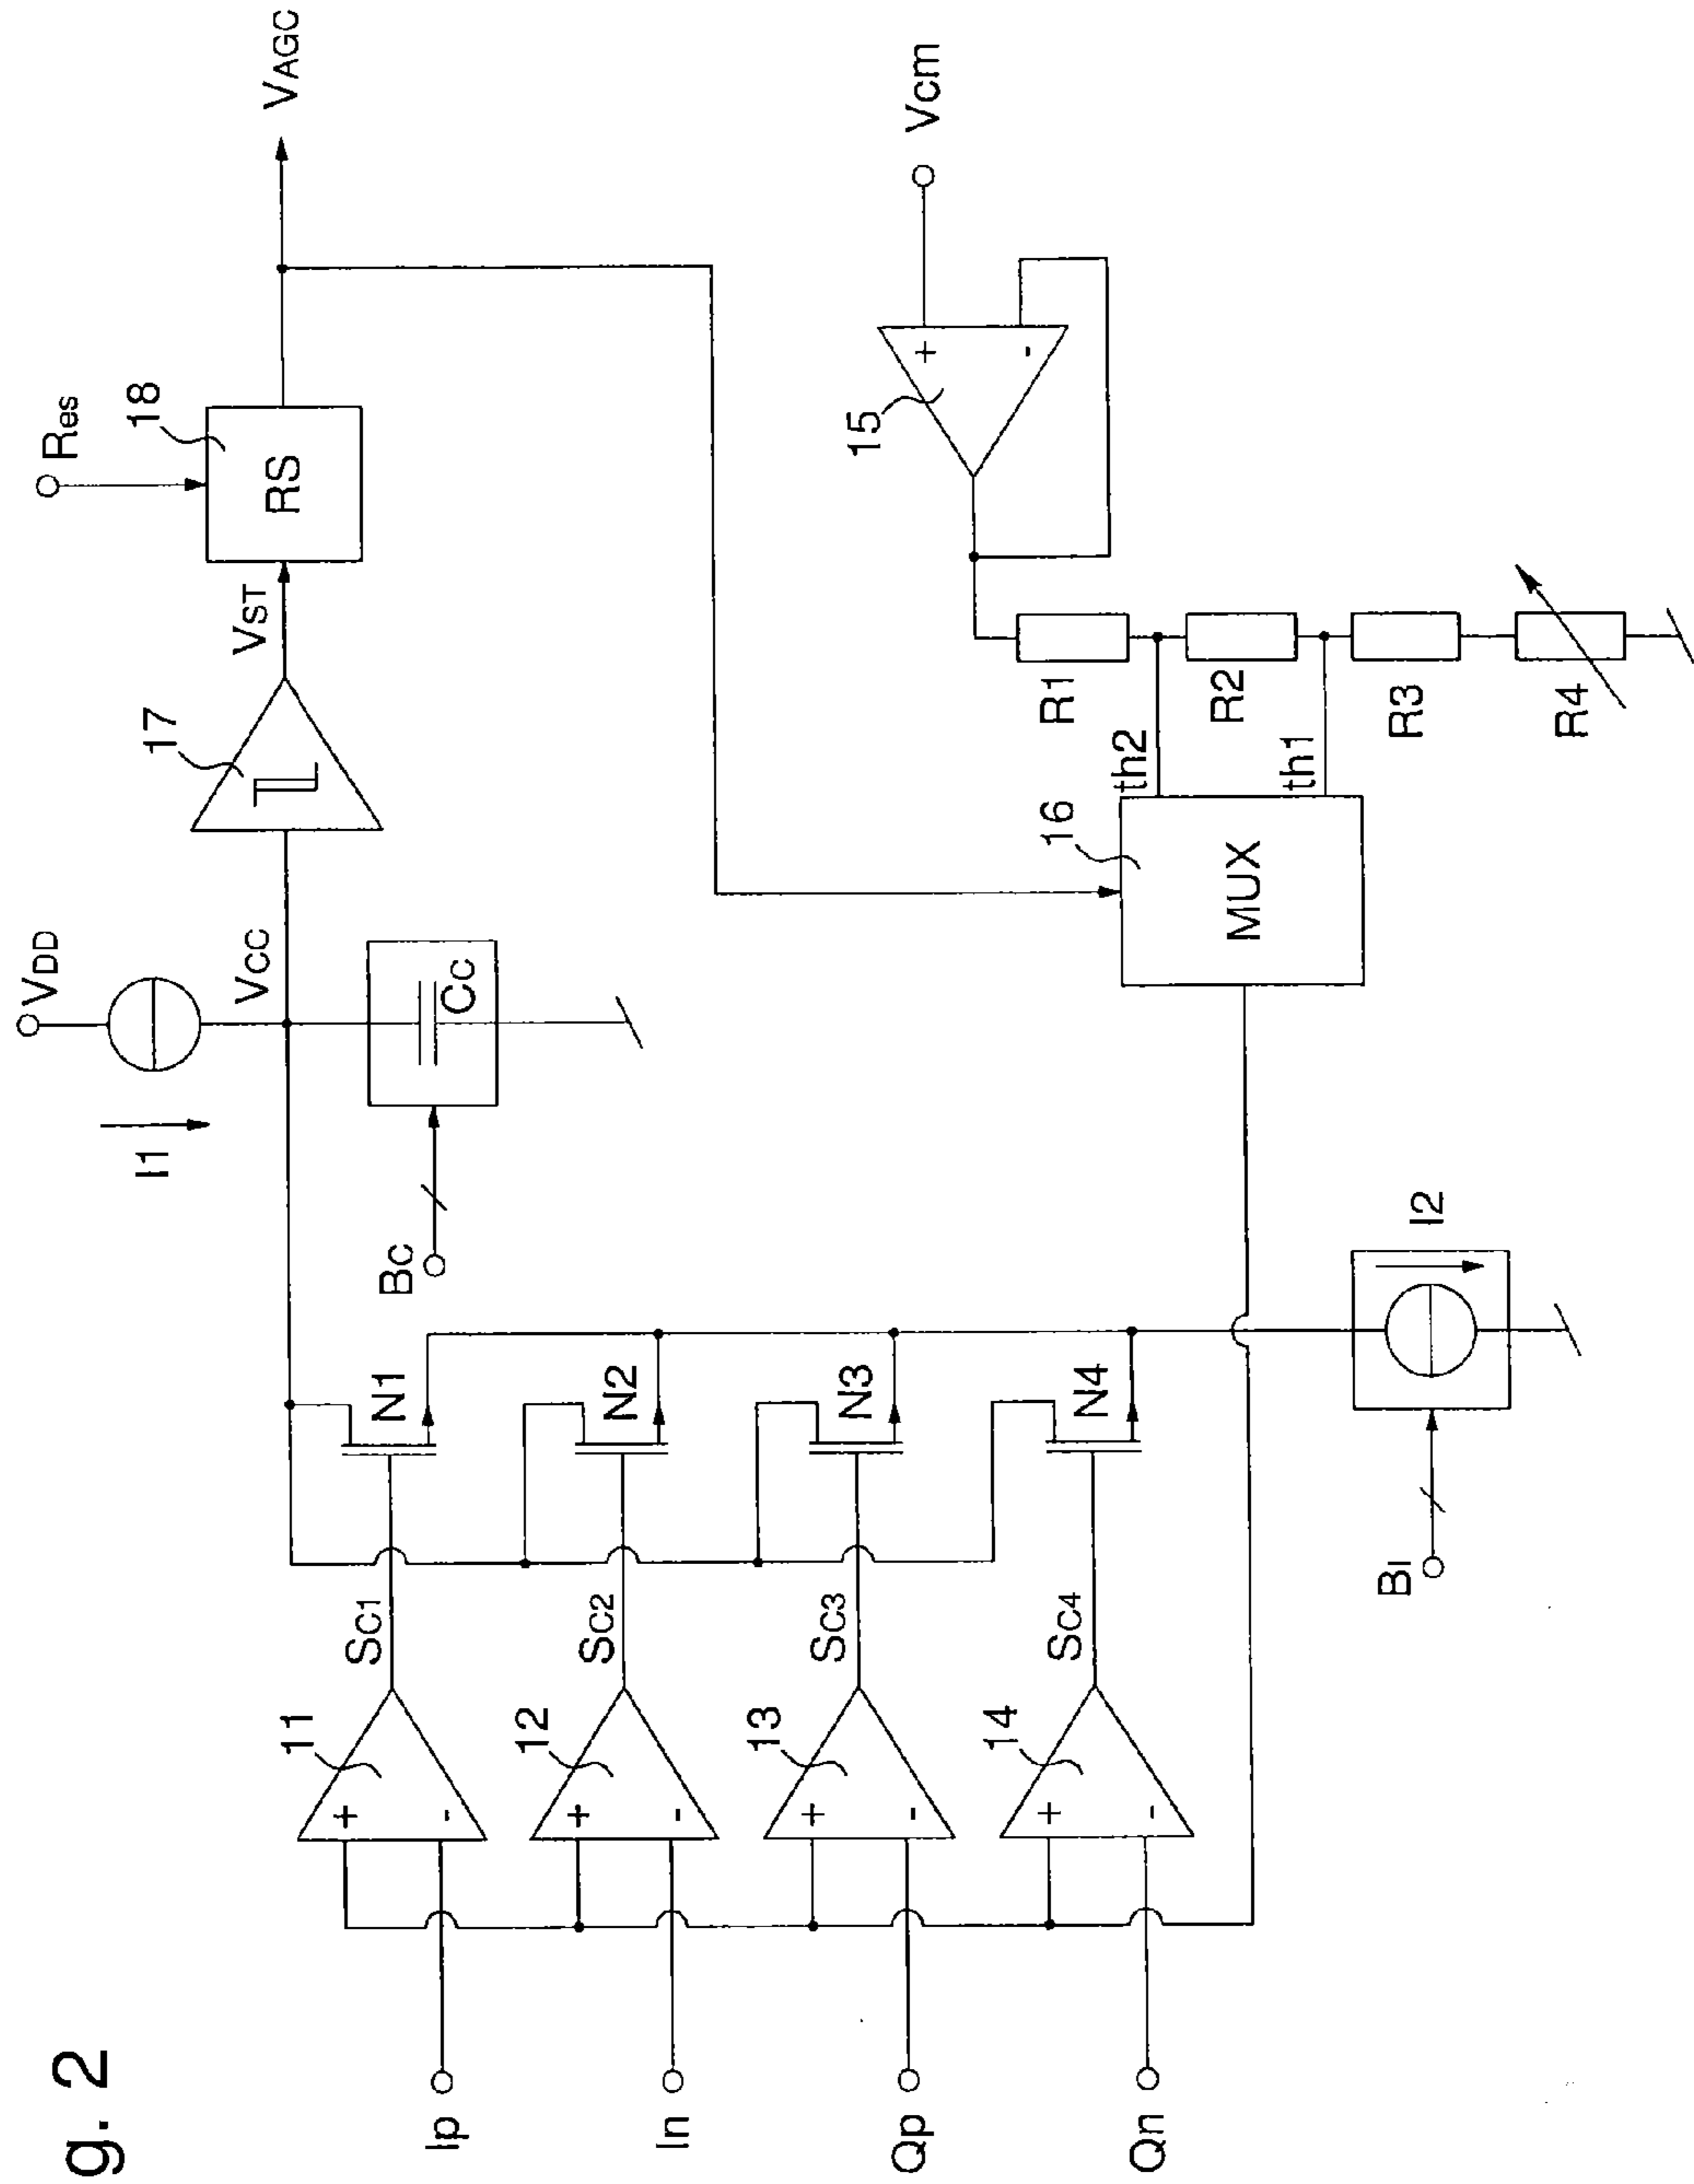 g. 2
VDD
Res
I1
VCC
17
VST
18
RS
VAGC
BC
CC
Ip
In
Qp
Qn
11
12
13
14
+
-
+
-
+
-
+
-
SC1
SC2
SC3
SC4
N1
N2
N3
N4
BI
I2
16
MUX
th2
th1
R1
R2
R3
R4
15
+
-
Vcm